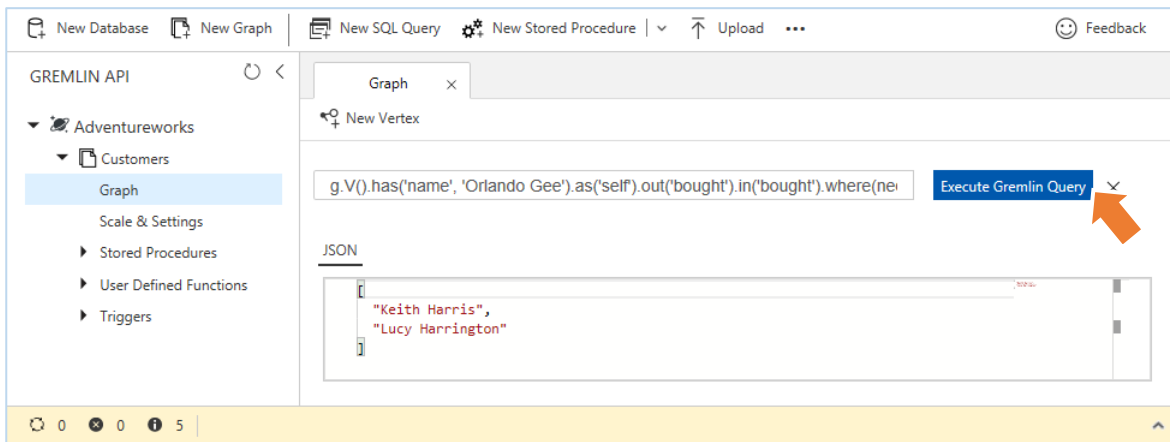 New Database New Graph New SQL Query New Stored Procedure Upload ••• Feedback
GREMLIN API
Graph
Adventureworks
New Vertex
Customers
Graph
g.V().has('name', 'Orlando Gee').as('self').out('bought').in('bought').where(nec
Execute Gremlin Query
Scale & Settings
Stored Procedures
JSON
User Defined Functions
[
"Keith Harris",
Triggers
"Lucy Harrington"
]
0 0 5